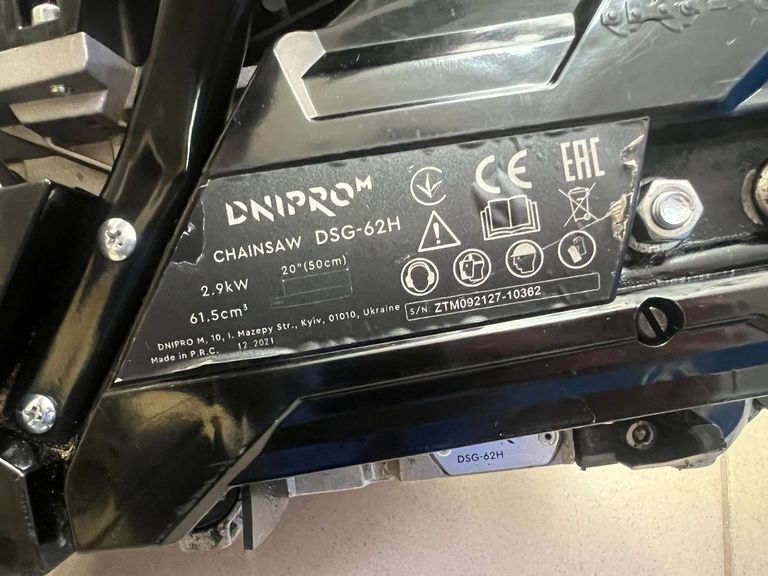 DNIPRO M
CHAINSAW DSG-62H
2.9kW
20"(50cm)
61.5cm³
CE
EAC
S/N: ZTM092127-10362
DNIPRO M, 10, I. Mazepy Str., Kyiv, 01010, Ukraine
Made in P.R.C. 12.2021
DSG-62H